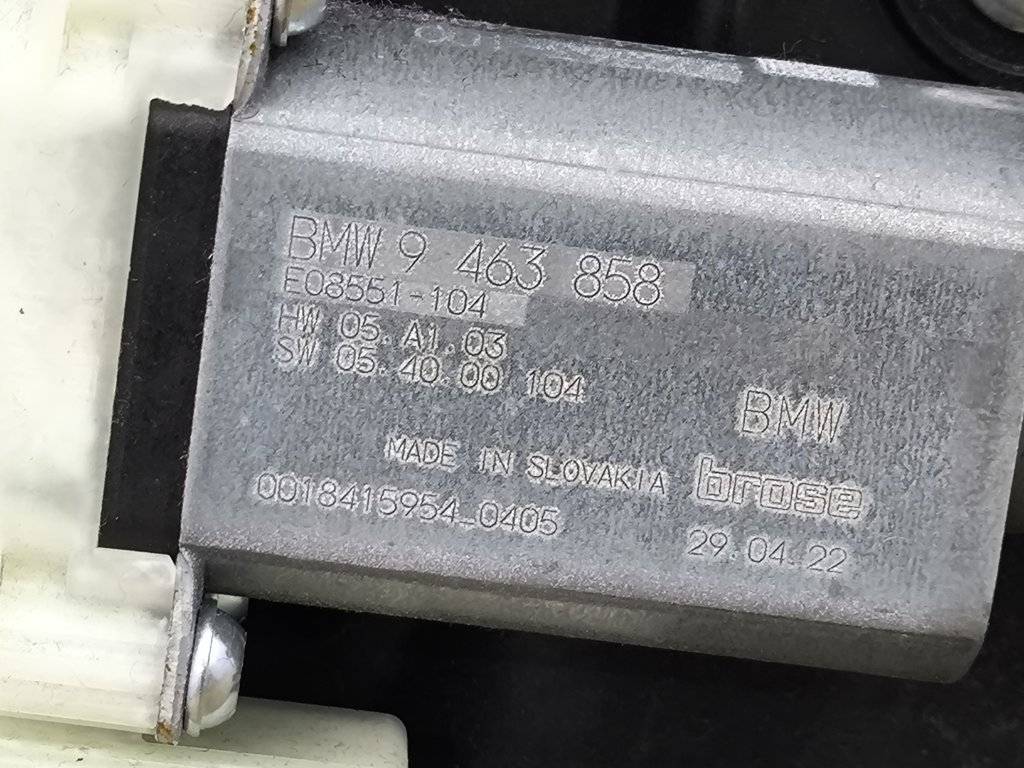 BMW 9 463 858
E08551-104
HW 05.A1.03
SW 05.40.00 104
BMW
MADE IN SLOVAKIA
brose
0018415954_0405
29.04.22